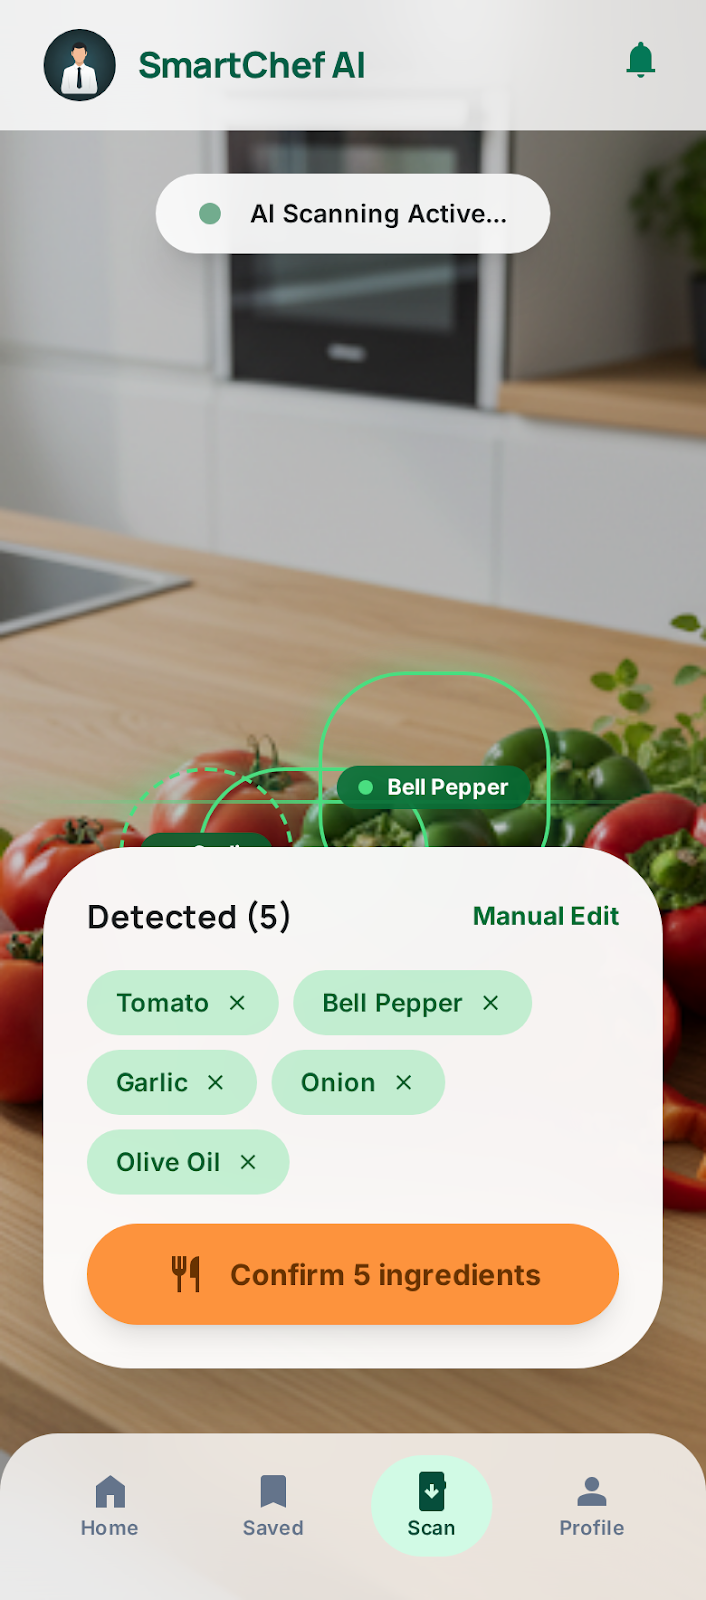 SmartChef AI
AI Scanning Active...
Bell Pepper
Detected (5)
Manual Edit
Tomato ×
Bell Pepper ×
Garlic ×
Onion ×
Olive Oil ×
Confirm 5 ingredients
Home
Saved
Scan
Profile